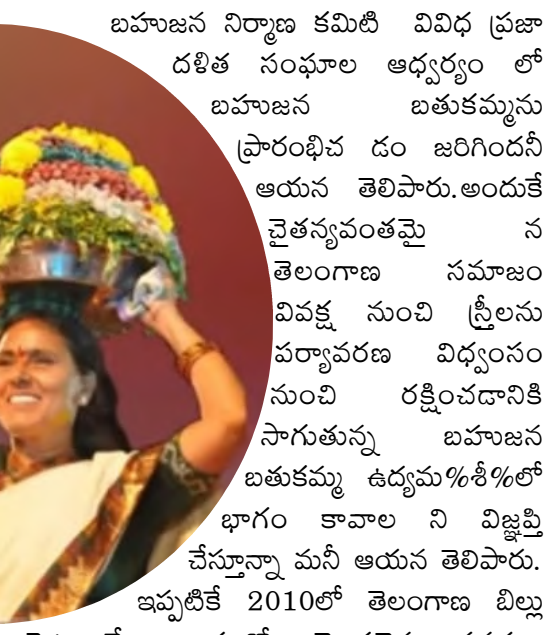 బహుజన నిర్మాణ కమిటి వివిధ ప్రజా
దళిత సంఘాల ఆధ్వర్యం లో
బహుజన బతుకమ్మను
ప్రారంభిచ డం జరిగిందనీ
ఆయన తెలిపారు.అందుకే
చైతన్యవంతమై న
తెలంగాణ సమాజం
వివక్ష నుంచి స్త్రీలను
పర్యావరణ విధ్వంసం
నుంచి రక్షించడానికి
సాగుతున్న బహుజన
బతుకమ్మ ఉద్యమ%శీ%లో
భాగం కావాల ని విజ్ఞప్తి
చేస్తూన్నా మనీ ఆయన తెలిపారు.
ఇప్పటికే 2010లో తెలంగాణ బిల్లు